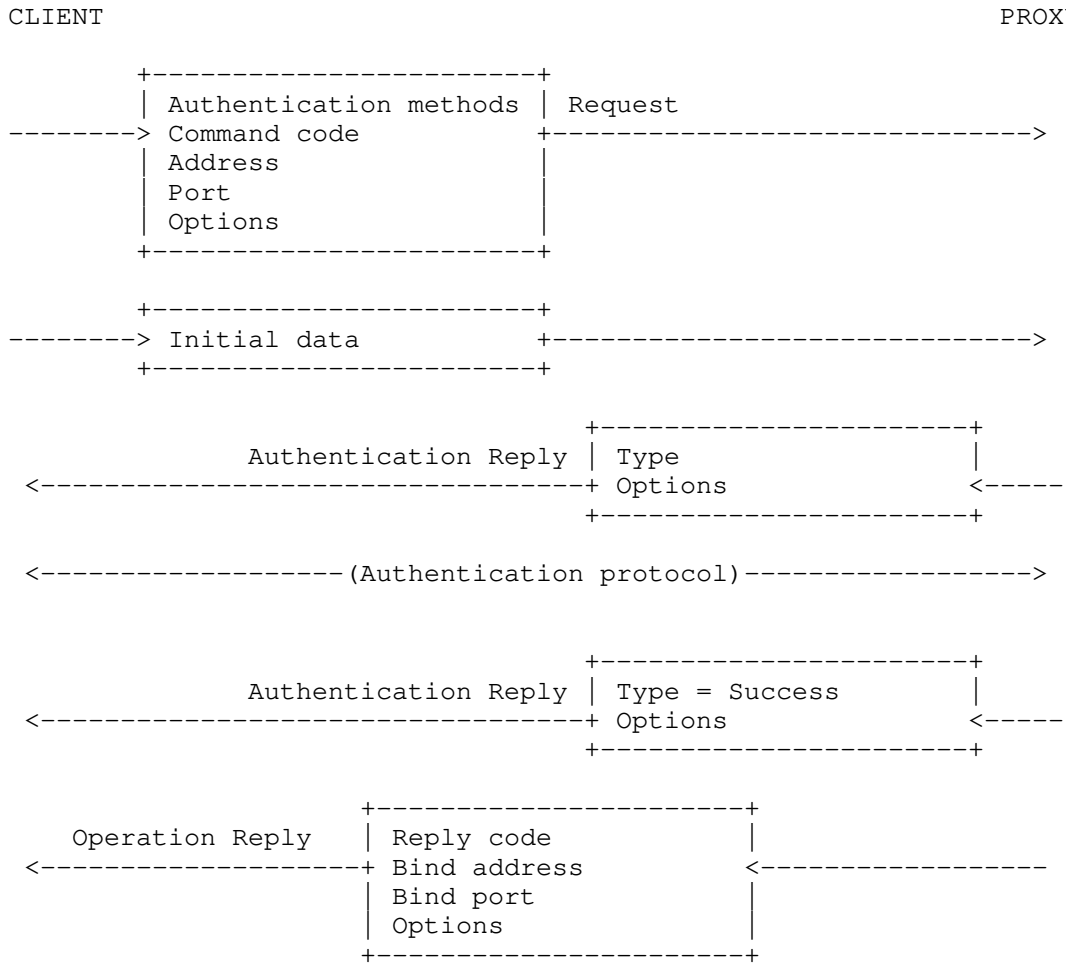 CLIENT PROX
Authentication methods Request
Command code
Address
Port
Options
Initial data
Authentication Reply Type
Options
(Authentication protocol)
Authentication Reply Type = Success
Options
Operation Reply Reply code
Bind address
Bind port
Options